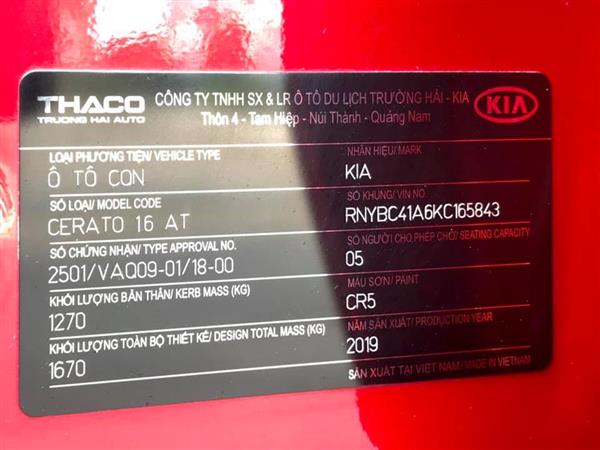 THACO
TRUONG HAI AUTO
CÔNG TY TNHH SX & LR Ô TÔ DU LỊCH TRƯỜNG HẢI - KIA
Thôn 4 - Tam Hiệp - Núi Thành - Quảng Nam
KIA
LOẠI PHƯƠNG TIỆN/ VEHICLE TYPE
Ô TÔ CON
NHÃN HIỆU/ MARK
KIA
SỐ LOẠI/ MODEL CODE
CERATO 16 AT
SỐ KHUNG/ VIN NO
RNYBC41A6KC165843
SỐ CHỨNG NHẬN/ TYPE APPROVAL NO.
2501/VAQ09-01/18-00
SỐ NGƯỜI CHO PHÉP CHỞ/ SEATING CAPACITY
05
KHỐI LƯỢNG BẢN THÂN/ KERB MASS (KG)
1270
MÀU SƠN/ PAINT
CR5
KHỐI LƯỢNG TOÀN BỘ THIẾT KẾ/ DESIGN TOTAL MASS (KG)
1670
NĂM SẢN XUẤT/ PRODUCTION YEAR
2019
SẢN XUẤT TẠI VIỆT NAM/ MADE IN VIETNAM